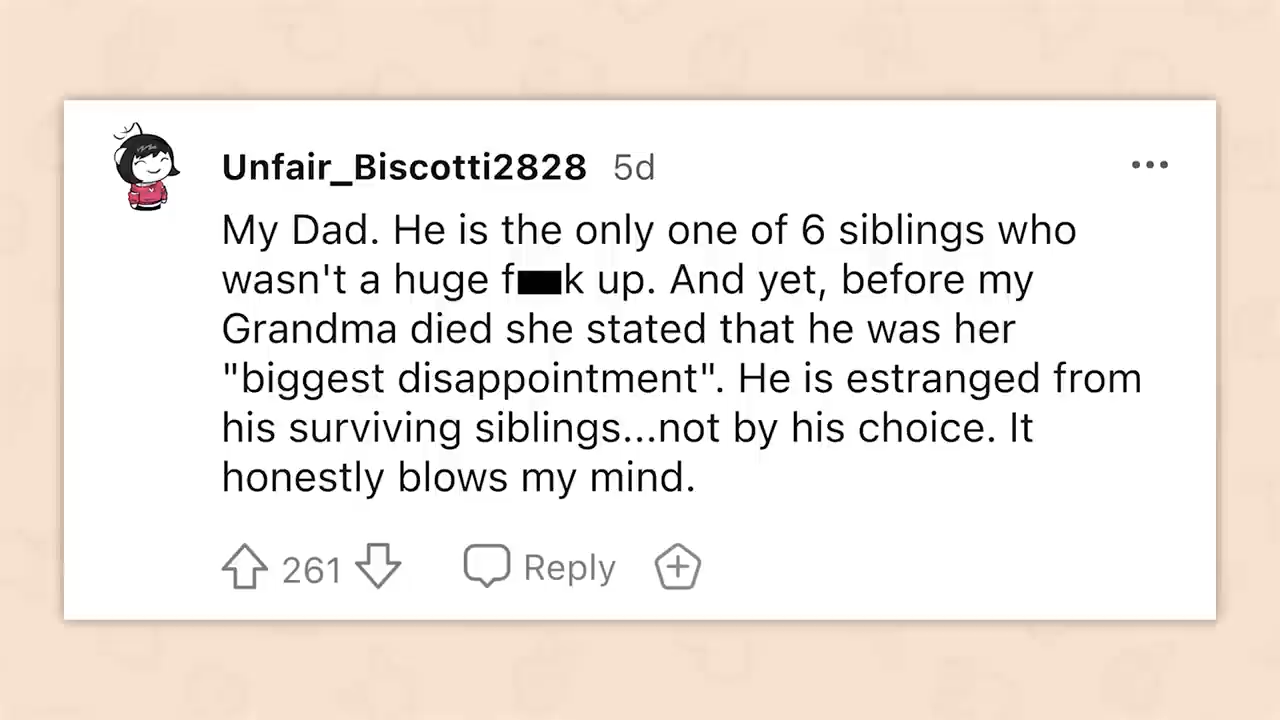 Unfair_Biscotti2828 5d
My Dad. He is the only one of 6 siblings who
wasn't a huge f██k up. And yet, before my
Grandma died she stated that he was her
"biggest disappointment". He is estranged from
his surviving siblings...not by his choice. It
honestly blows my mind.
261
Reply